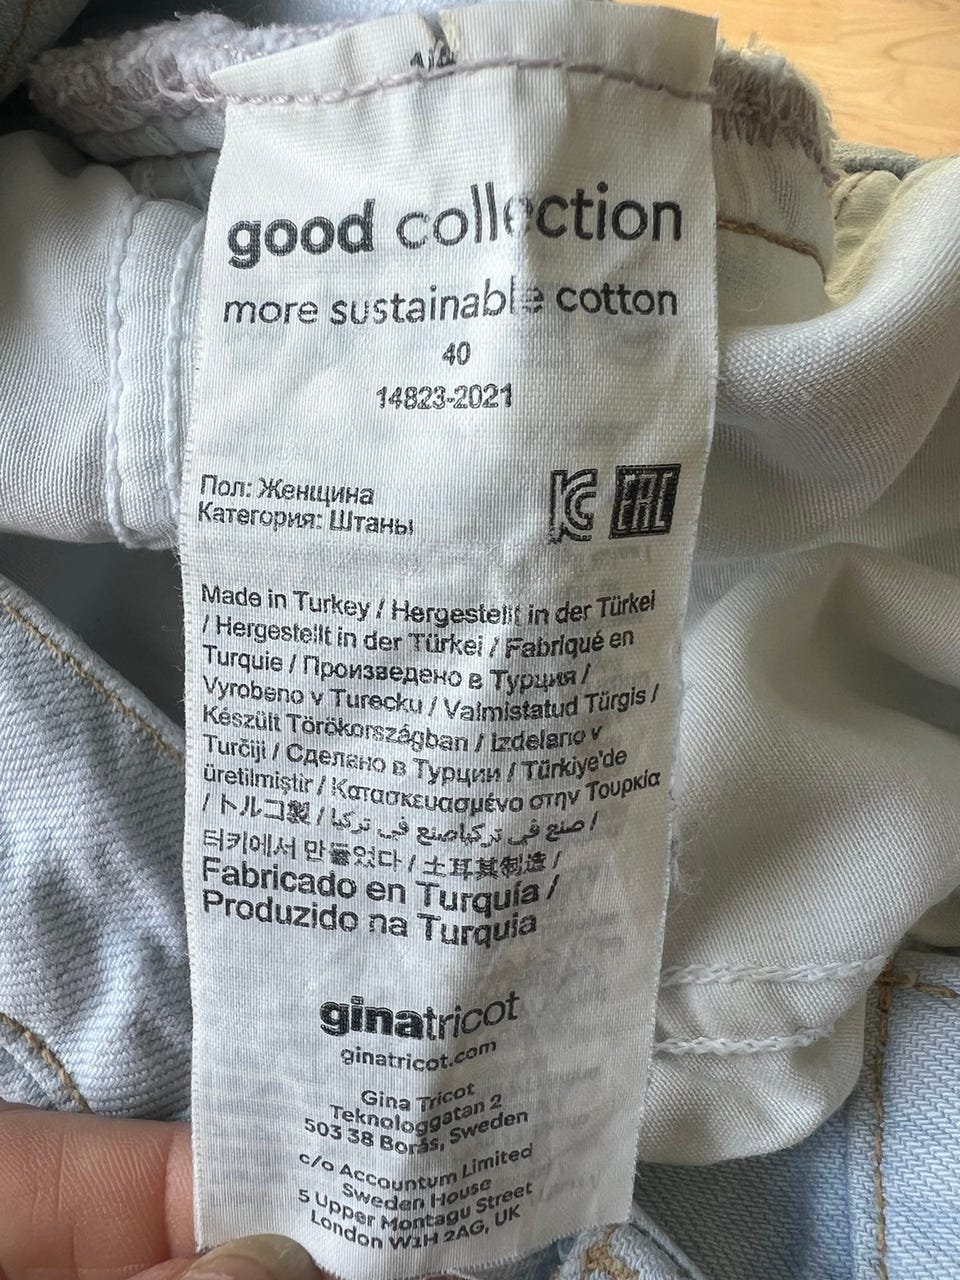 good collection
more sustainable cotton
40
14823-2021
Пол: Женщина
Категория: Штаны
EAC
Made in Turkey / Hergestellt in der Türkei
/ Hergestellt in der Türkei / Fabriqué en
Turquie / Произведено в Турция /
Vyrobeno v Turecku / Valmistatud Türgis /
Készült Törökországban / Izdelano v
Turčiji / Сделано в Турции / Türkiye'de
üretilmiştir / Κατασκευασμένο στην Τουρκία
/ トルコ製 / صنع في تركيا/صنع في تركيا /
터키에서 만들었다 / 土耳其制造 /
Fabricado en Turquía /
Produzido na Turquia
ginatricot
ginatricot.com
Gina Tricot
Teknologgatan 2
503 38 Borås, Sweden
c/o Accountum Limited
Sweden House
5 Upper Montagu Street
London W1H 2AG, UK